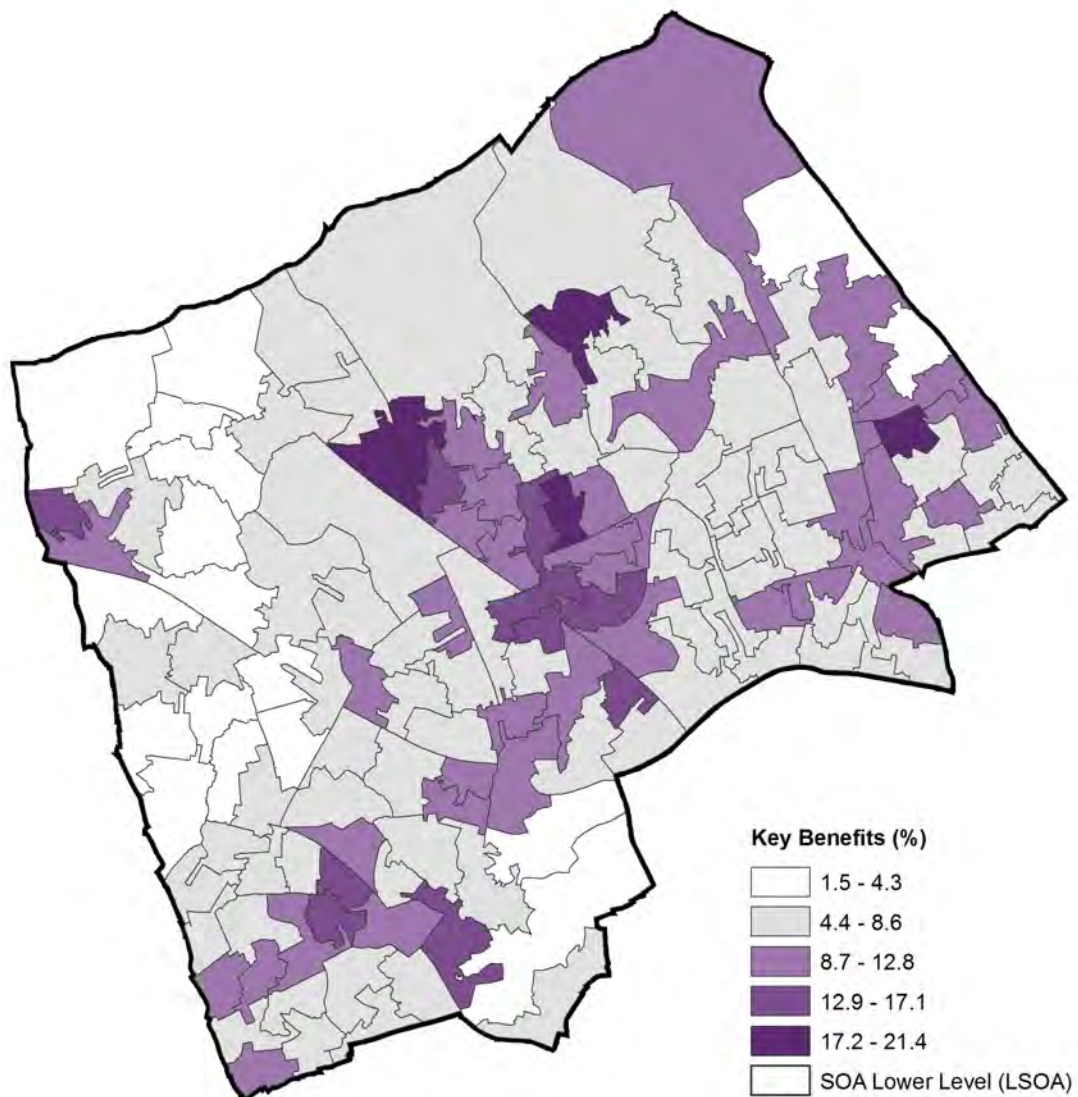 Key Benefits (%)
1.5 - 4.3
4.4 - 8.6
8.7 - 12.8
12.9 - 17.1
17.2 - 21.4
SOA Lower Level (LSOA)